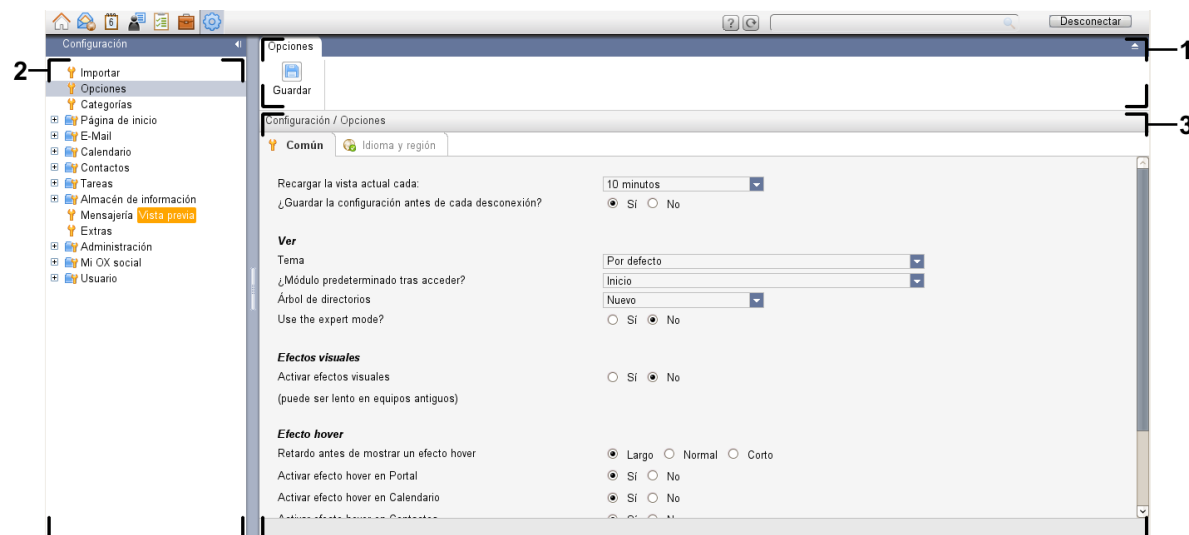 6
?
Desconectar
Configuración
Opciones
1
2
Importar
Opciones
Categorías
Página de inicio
E-Mail
Calendario
Contactos
Tareas
Almacén de información
Mensajería Vista previa
Extras
Administración
Mi OX social
Usuario
Guardar
Configuración / Opciones
3
Común
Idioma y región
Recargar la vista actual cada: 10 minutos
¿Guardar la configuración antes de cada desconexión? Sí No
Ver
Tema Por defecto
¿Módulo predeterminado tras acceder? Inicio
Árbol de directorios Nuevo
Use the expert mode? Sí No
Efectos visuales
Activar efectos visuales Sí No
(puede ser lento en equipos antiguos)
Efecto hover
Retardo antes de mostrar un efecto hover Largo Normal Corto
Activar efecto hover en Portal Sí No
Activar efecto hover en Calendario Sí No